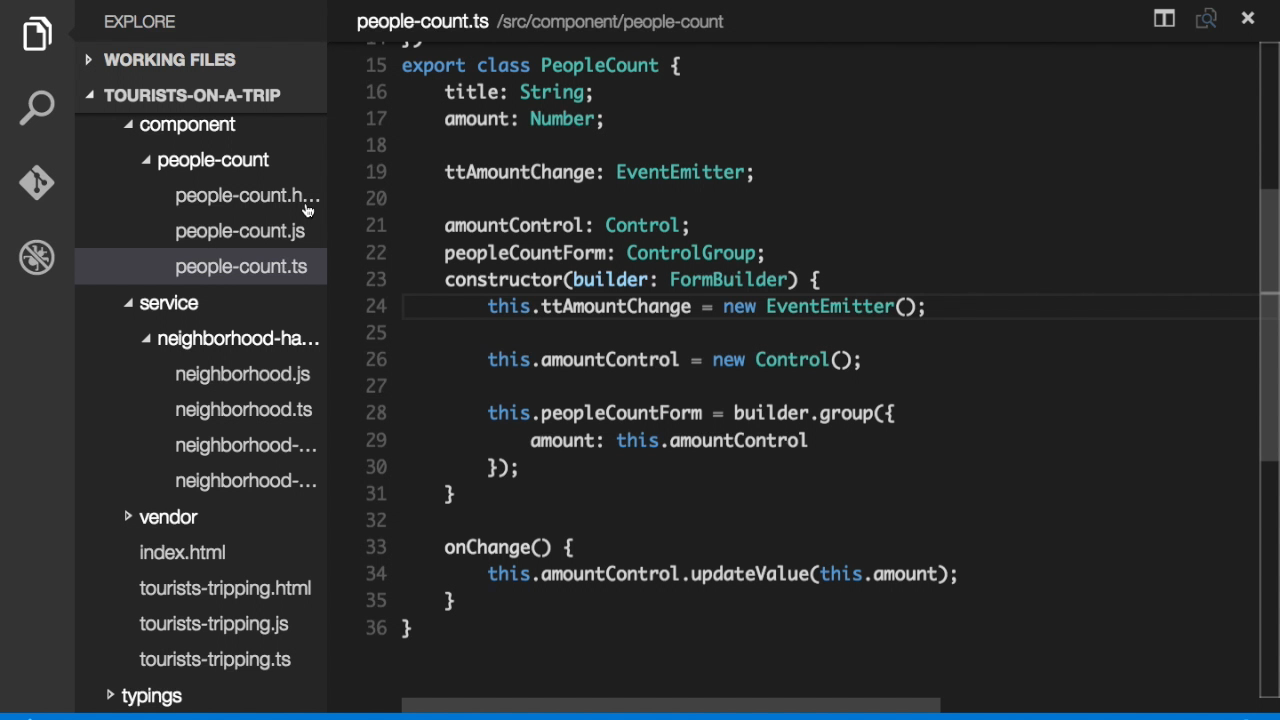 EXPLORE
WORKING FILES
TOURISTS-ON-A-TRIP
component
people-count
people-count.h...
people-count.js
people-count.ts
service
neighborhood-ha...
neighborhood.js
neighborhood.ts
neighborhood-...
neighborhood-...
vendor
index.html
tourists-tripping.html
tourists-tripping.js
tourists-tripping.ts
typings
people-count.ts /src/component/people-count
15 export class PeopleCount {
16 title: String;
17 amount: Number;
18
19 ttAmountChange: EventEmitter;
20
21 amountControl: Control;
22 peopleCountForm: ControlGroup;
23 constructor(builder: FormBuilder) {
24 this.ttAmountChange = new EventEmitter();
25
26 this.amountControl = new Control();
27
28 this.peopleCountForm = builder.group({
29 amount: this.amountControl
30 });
31 }
32
33 onChange() {
34 this.amountControl.updateValue(this.amount);
35 }
36 }